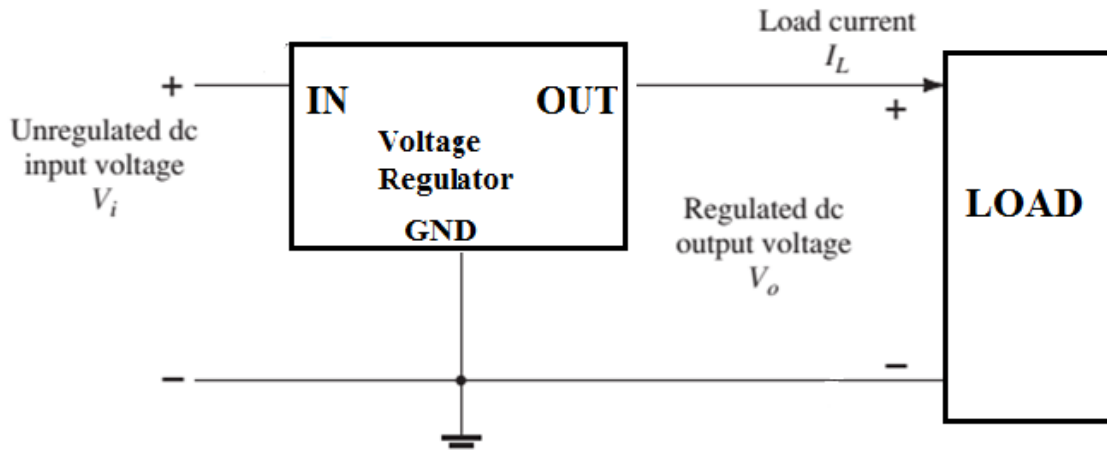 Load current
I_L
+
IN
OUT
+
Unregulated dc
input voltage
V_i
Voltage
Regulator
GND
Regulated dc
output voltage
V_o
LOAD
−
−